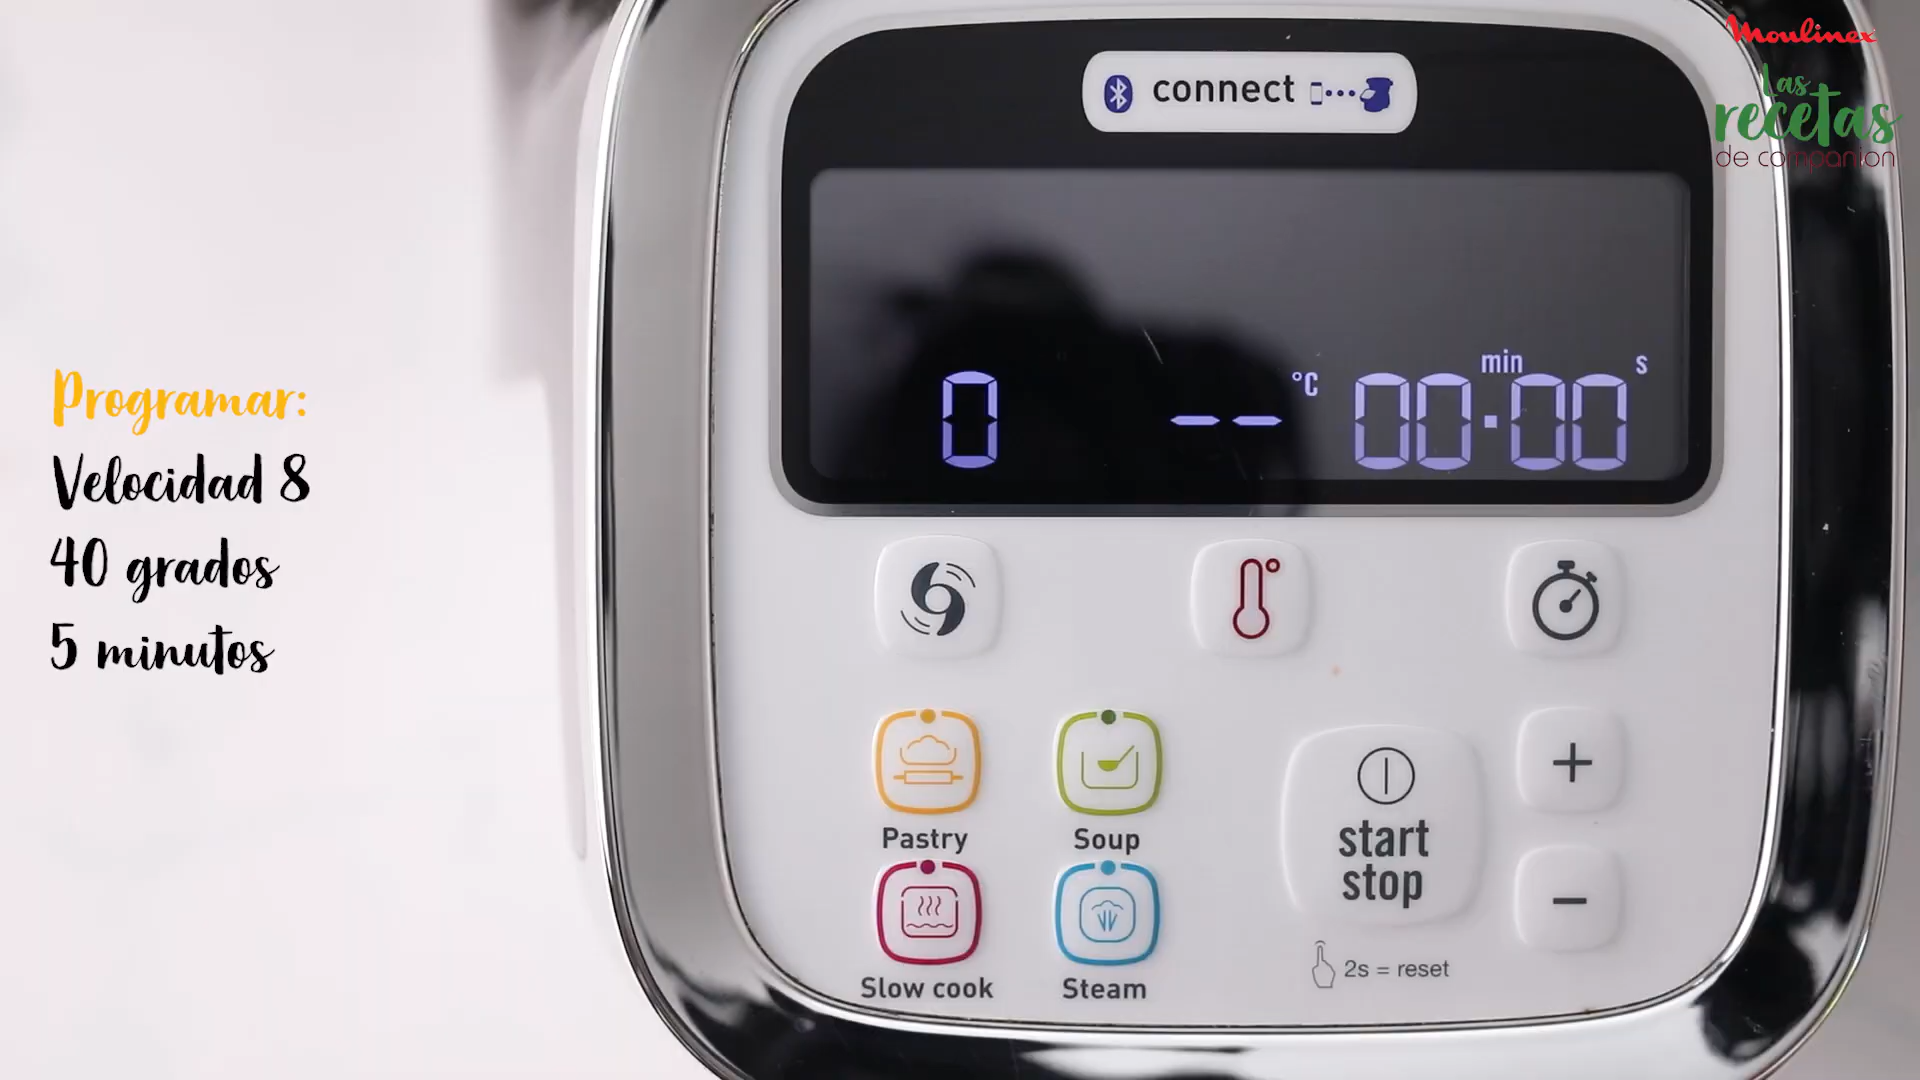 Moulinex
Las
recetas
de companion
connect
Programar:
Velocidad 8
40 grados
5 minutos
0 -- °C 00:00 min s
Pastry
Soup
start
stop
+
Slow cook
Steam
-
2s = reset